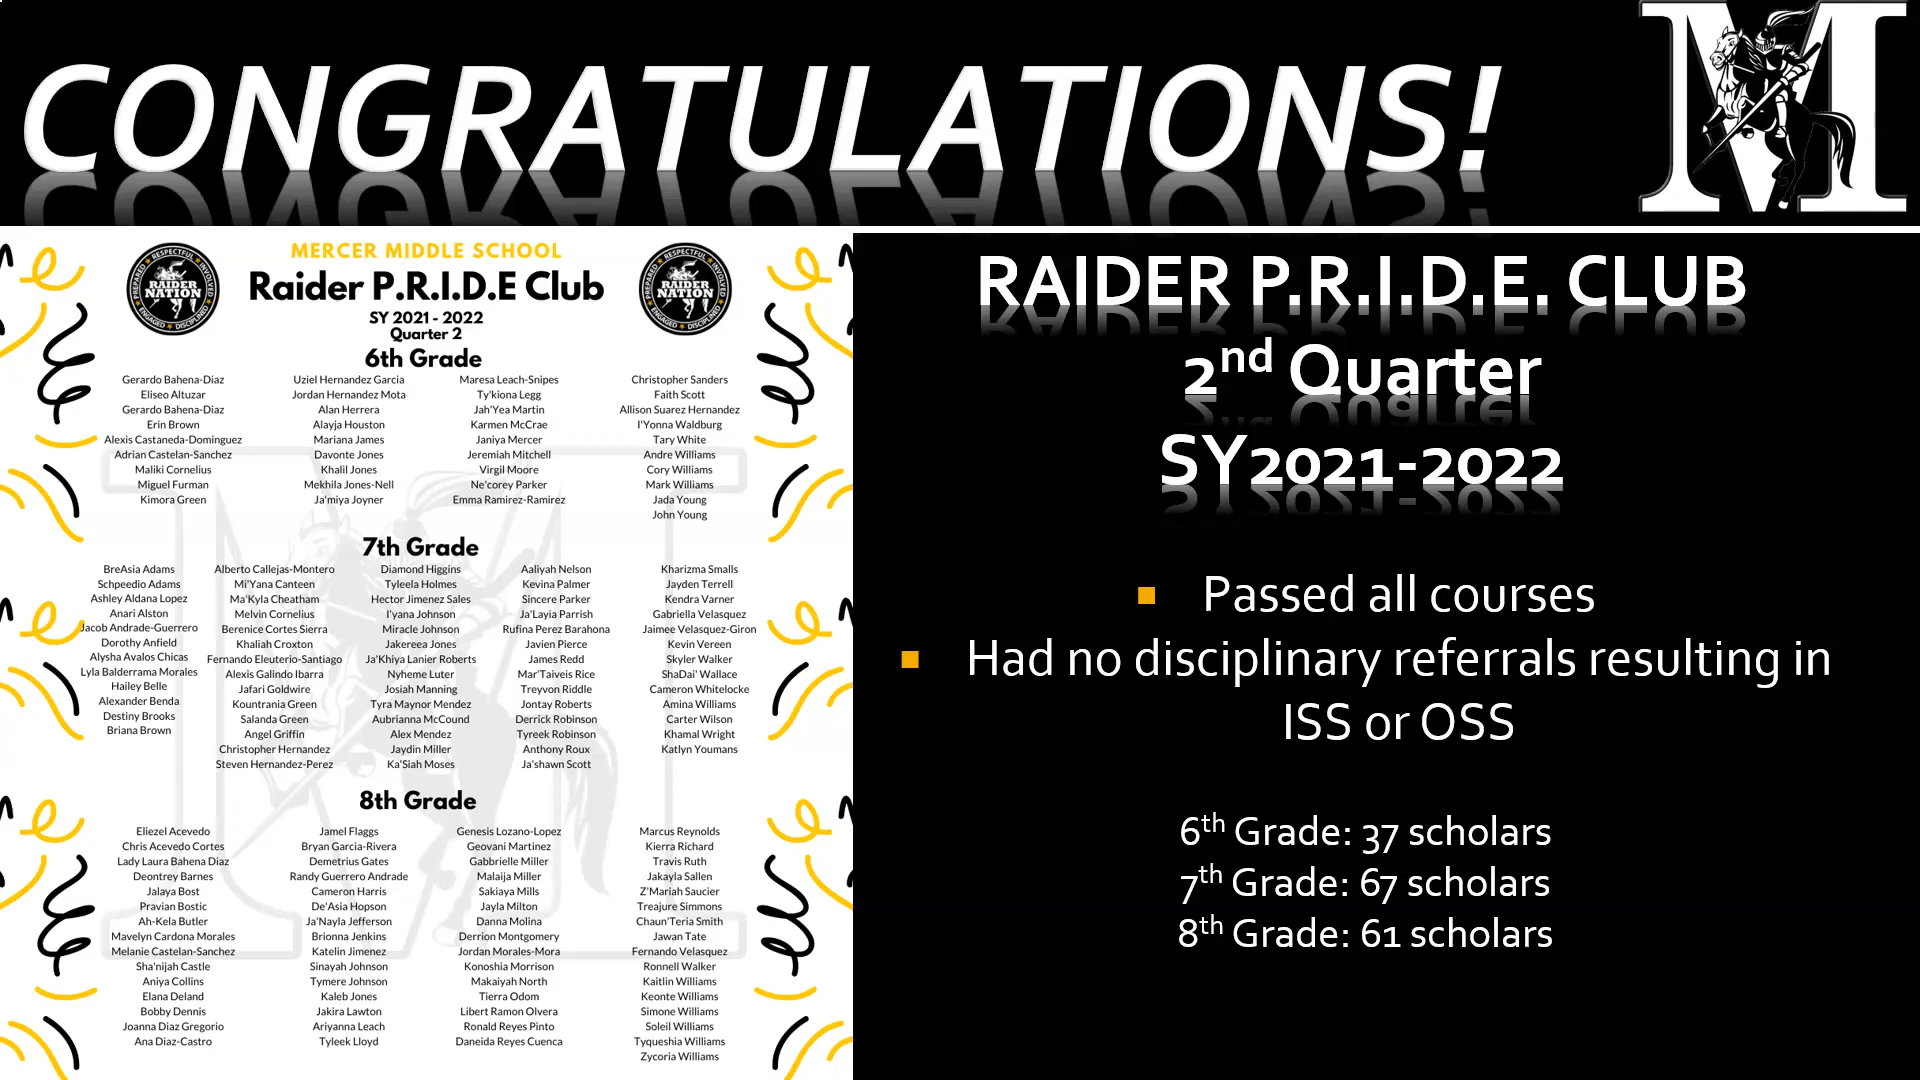 CONGRATULATIONS!
M
MERCER MIDDLE SCHOOL
Raider P.R.I.D.E Club
SY 2021 - 2022
Quarter 2
PREPARED ★ RESPECTFUL ★ INVOLVED ★ DISCIPLINED ★ ENGAGED
RAIDER
NATION
PREPARED ★ RESPECTFUL ★ INVOLVED ★ DISCIPLINED ★ ENGAGED
RAIDER
NATION
6th Grade
Gerardo Bahena-Diaz
Eliseo Altuzar
Gerardo Bahena-Diaz
Erin Brown
Alexis Castaneda-Dominguez
Adrian Castelan-Sanchez
Maliki Cornelius
Miguel Furman
Kimora Green
Uziel Hernandez Garcia
Jordan Hernandez Mota
Alan Herrera
Alayja Houston
Mariana James
Davonte Jones
Khalil Jones
Mekhila Jones-Nell
Ja'miya Joyner
Maresa Leach-Snipes
Ty'kiona Legg
Jah'Yea Martin
Karmen McCrae
Janiya Mercer
Jeremiah Mitchell
Virgil Moore
Ne'corey Parker
Emma Ramirez-Ramirez
Christopher Sanders
Faith Scott
Allison Suarez Hernandez
I'Yonna Waldburg
Tary White
Andre Williams
Cory Williams
Mark Williams
Jada Young
John Young
7th Grade
BreAsia Adams
Schpeedio Adams
Ashley Aldana Lopez
Anari Alston
Jacob Andrade-Guerrero
Dorothy Anfield
Alysha Avalos Chicas
Lyla Balderrama Morales
Hailey Belle
Alexander Benda
Destiny Brooks
Briana Brown
Alberto Callejas-Montero
Mi'Yana Canteen
Ma'Kyla Cheatham
Melvin Cornelius
Berenice Cortes Sierra
Khaliah Croxton
Fernando Eleuterio-Santiago
Alexis Galindo Ibarra
Jafari Goldwire
Kountrania Green
Salanda Green
Angel Griffin
Christopher Hernandez
Steven Hernandez-Perez
Diamond Higgins
Tyleela Holmes
Hector Jimenez Sales
I'yana Johnson
Miracle Johnson
Jakereea Jones
Ja'Khiya Lanier Roberts
Nyheme Luter
Josiah Manning
Tyra Maynor Mendez
Aubrianna McCound
Alex Mendez
Jaydin Miller
Ka'Siah Moses
Aaliyah Nelson
Kevina Palmer
Sincere Parker
Ja'Layia Parrish
Rufina Perez Barahona
Javien Pierce
James Redd
Mar'Taiveis Rice
Treyvon Riddle
Jontay Roberts
Derrick Robinson
Tyreek Robinson
Anthony Roux
Ja'shawn Scott
Kharizma Smalls
Jayden Terrell
Kendra Varner
Gabriella Velasquez
Jaimee Velasquez-Giron
Kevin Vereen
Skyler Walker
ShaDai' Wallace
Cameron Whitelocke
Amina Williams
Carter Wilson
Khamal Wright
Katlyn Youmans
8th Grade
Eliezel Acevedo
Chris Acevedo Cortes
Lady Laura Bahena Diaz
Deontrey Barnes
Jalaya Bost
Pravian Bostic
Ah-Kela Butler
Mavelyn Cardona Morales
Melanie Castelan-Sanchez
Sha'nijah Castle
Aniya Collins
Elana Deland
Bobby Dennis
Joanna Diaz Gregorio
Ana Diaz-Castro
Jamel Flaggs
Bryan Garcia-Rivera
Demetrius Gates
Randy Guerrero Andrade
Cameron Harris
De'Asia Hopson
Ja'Nayla Jefferson
Brionna Jenkins
Katelin Jimenez
Sinayah Johnson
Tymere Johnson
Kaleb Jones
Jakira Lawton
Ariyanna Leach
Tyleek Lloyd
Genesis Lozano-Lopez
Geovani Martinez
Gabbrielle Miller
Malaija Miller
Sakiaya Mills
Jayla Milton
Danna Molina
Derrion Montgomery
Jordan Morales-Mora
Konoshia Morrison
Makaiyah North
Tierra Odom
Libert Ramon Olvera
Ronald Reyes Pinto
Daneida Reyes Cuenca
Marcus Reynolds
Kierra Richard
Travis Ruth
Jakayla Sallen
Z'Mariah Saucier
Treajure Simmons
Chaun'Teria Smith
Jawan Tate
Fernando Velasquez
Ronnell Walker
Kaitlin Williams
Keonte Williams
Simone Williams
Soleil Williams
Tyqueshia Williams
Zycoria Williams
RAIDER P.R.I.D.E. CLUB
2nd Quarter
SY2021-2022
▪ Passed all courses
▪ Had no disciplinary referrals resulting in
ISS or OSS
6th Grade: 37 scholars
7th Grade: 67 scholars
8th Grade: 61 scholars